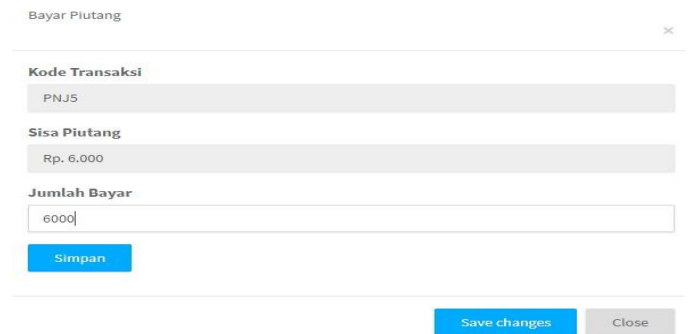 Bayar Piutang
×
Kode Transaksi
PNJ5
Sisa Piutang
Rp. 6.000
Jumlah Bayar
6000
Simpan
Save changes Close